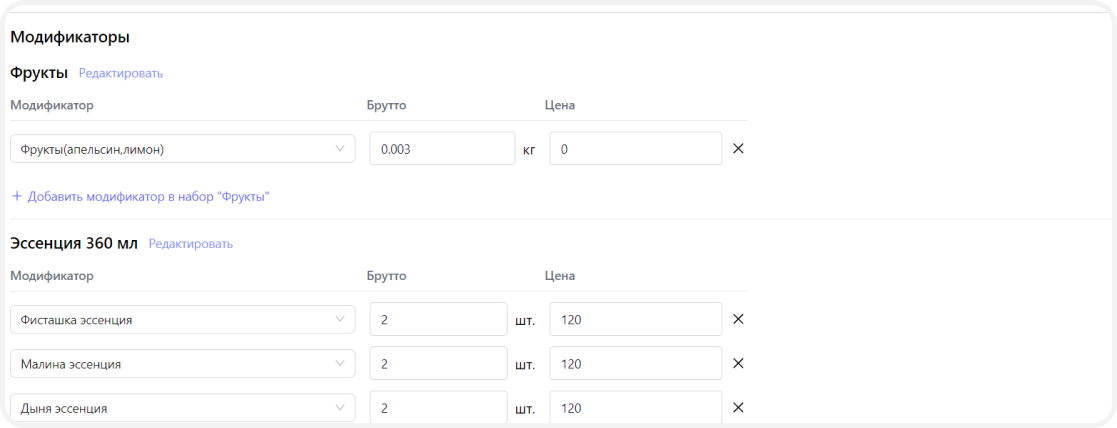 Модификаторы
Фрукты Редактировать
Модификатор Брутто Цена
Фрукты(апельсин,лимон) 0.003 кг 0
+ Добавить модификатор в набор "Фрукты"
Эссенция 360 мл Редактировать
Модификатор Брутто Цена
Фисташка эссенция 2 шт. 120
Малина эссенция 2 шт. 120
Дыня эссенция 2 шт. 120